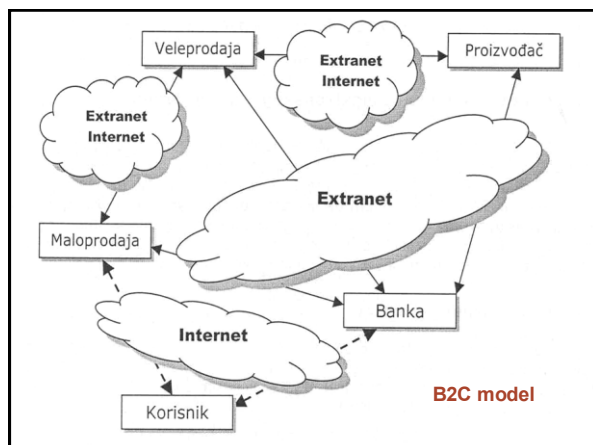 Veleprodaja
Extranet
Internet
Proizvođač
Extranet
Internet
Extranet
Maloprodaja
Banka
Internet
B2C model
Korisnik